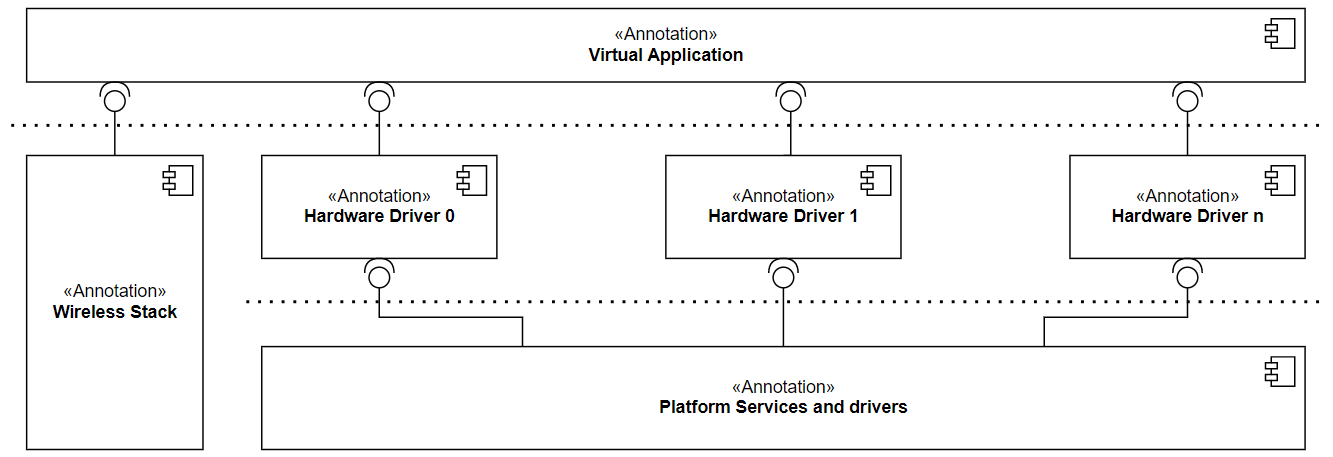 «Annotation»
Virtual Application
«Annotation»
Hardware Driver 0
«Annotation»
Hardware Driver 1
«Annotation»
Hardware Driver n
«Annotation»
Wireless Stack
«Annotation»
Platform Services and drivers